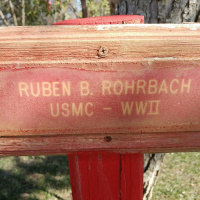 RUBEN B. ROHRBACH
USMC - WWII